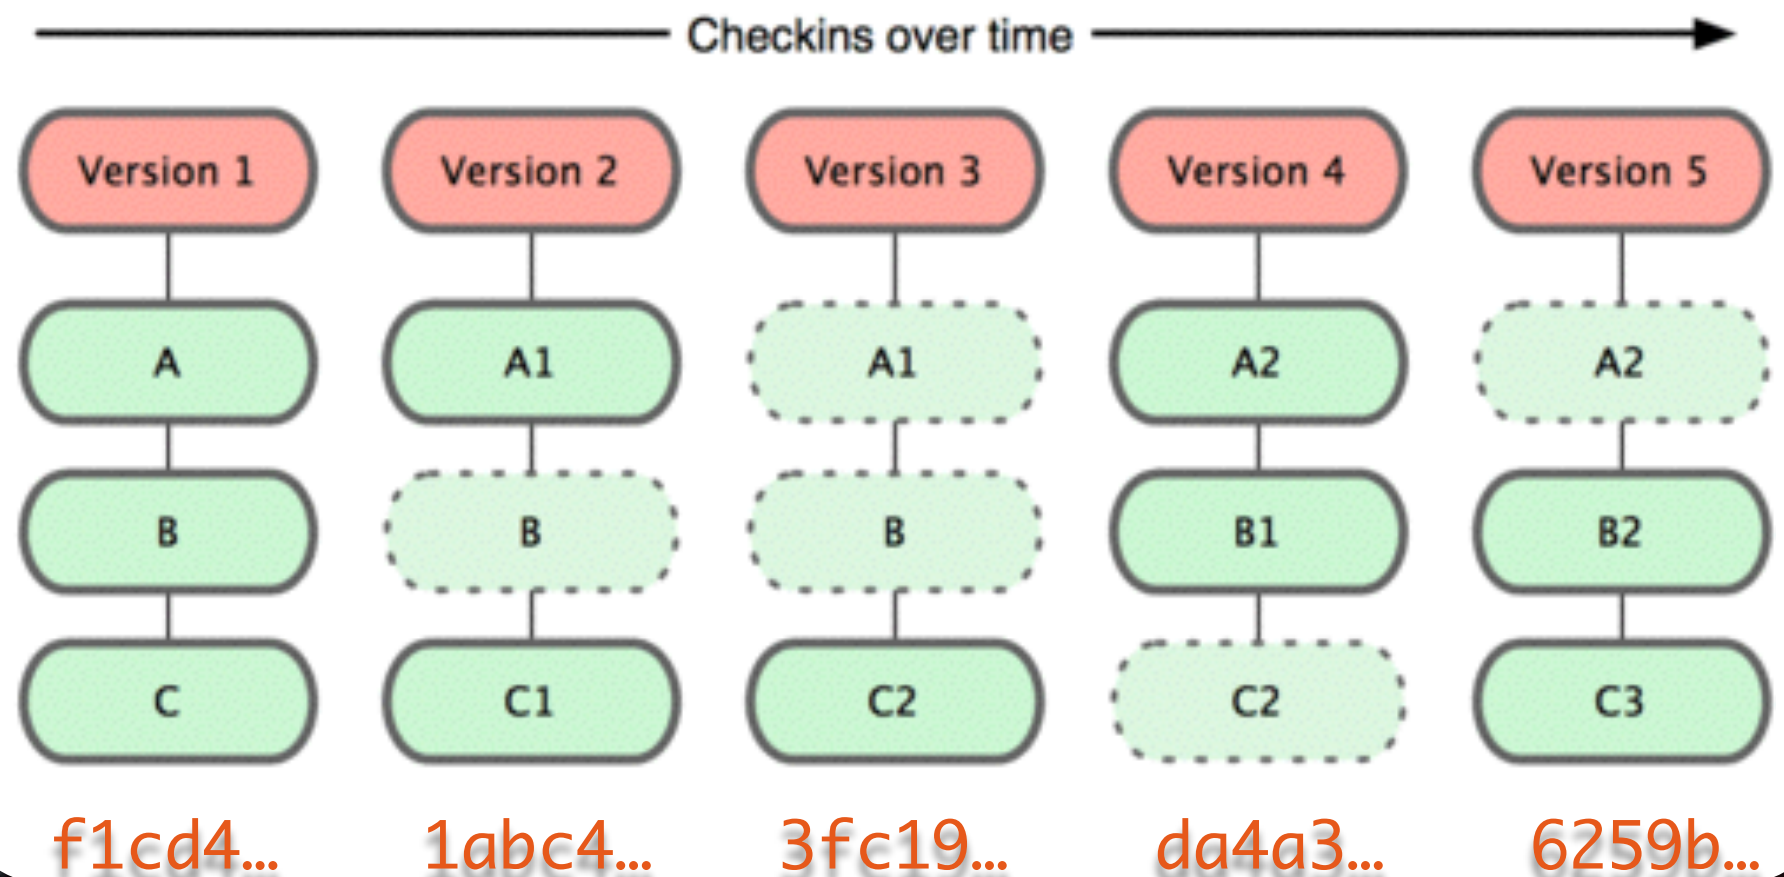 Checkins over time
Version 1 Version 2 Version 3 Version 4 Version 5
A A1 A1 A2 A2
B B B B1 B2
C C1 C2 C2 C3
f1cd4... 1abc4... 3fc19... da4a3... 6259b...